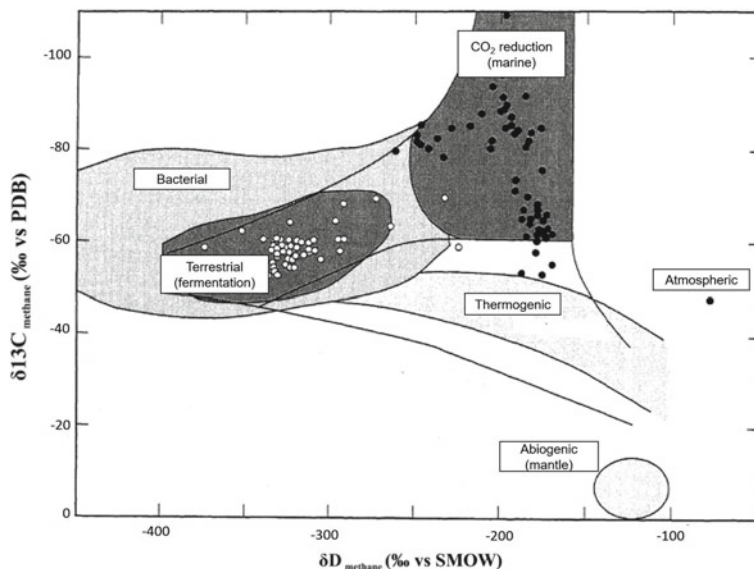 -100
-80
-60
-40
-20
0
δ13C methane (‰ vs PDB)
CO2 reduction
(marine)
Bacterial
Terrestrial
(fermentation)
Atmospheric
Thermogenic
Abiogenic
(mantle)
-400
-300
-200
-100
δD methane (‰ vs SMOW)